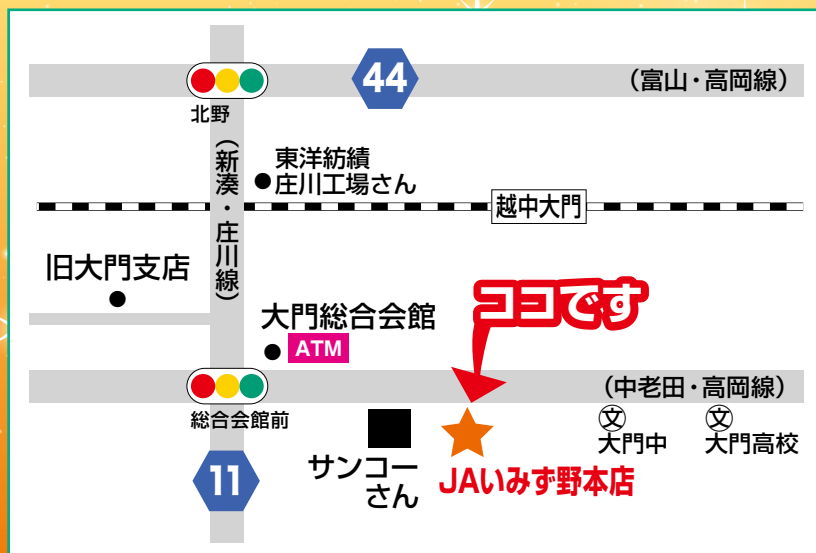 44
(富山・高岡線)
北野
(新湊・庄川線)
東洋紡績
庄川工場さん
越中大門
旧大門支店
ココです
大門総合会館
ATM
(中老田・高岡線)
総合会館前
文
大門中
文
大門高校
サンコー
さん
JAいみず野本店
11